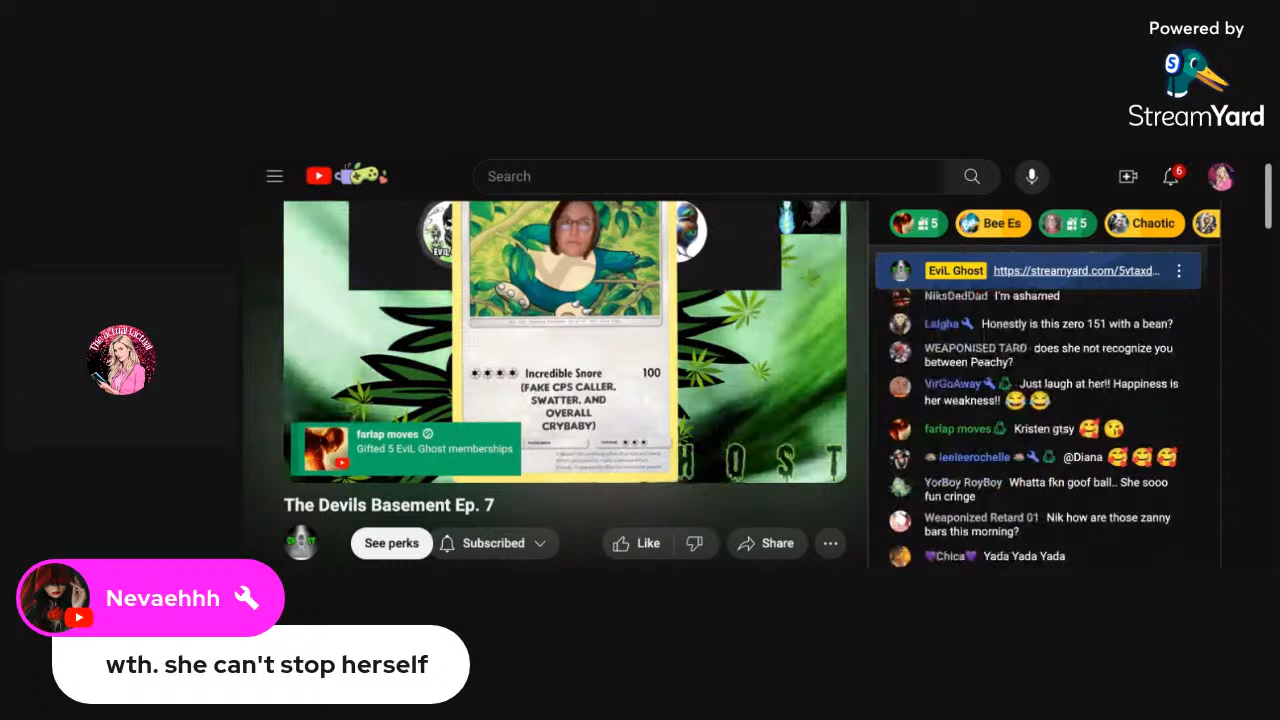 Powered by
StreamYard
Search
6
5
Bee Es
5
Chaotic
EviL Ghost https://streamyard.com/5vtaxd...
NiksDedDad I'm ashamed
Lalgha Honestly is this zero 151 with a bean?
WEAPONISED TARD does she not recognize you
between Peachy?
VirGoAway Just laugh at her!! Happiness is
her weakness!! 😂😂
farlap moves Kristen gtsy 🥰😘
leeleerochelle @Diana 🥰🥰🥰
YorBoy RoyBoy Whatta fkn goof ball.. She sooo
fun cringe
Weaponized Retard 01 Nik how are those zanny
bars this morning?
💜Chica💜 Yada Yada Yada
Incredible Snore 100
(FAKE CPS CALLER,
SWATTER, AND
OVERALL
CRYBABY)
farlap moves
Gifted 5 EviL Ghost memberships
H O S T
The Devils Basement Ep. 7
See perks
Subscribed
Like
Share
The actual factual
Nevaehhh
wth. she can't stop herself